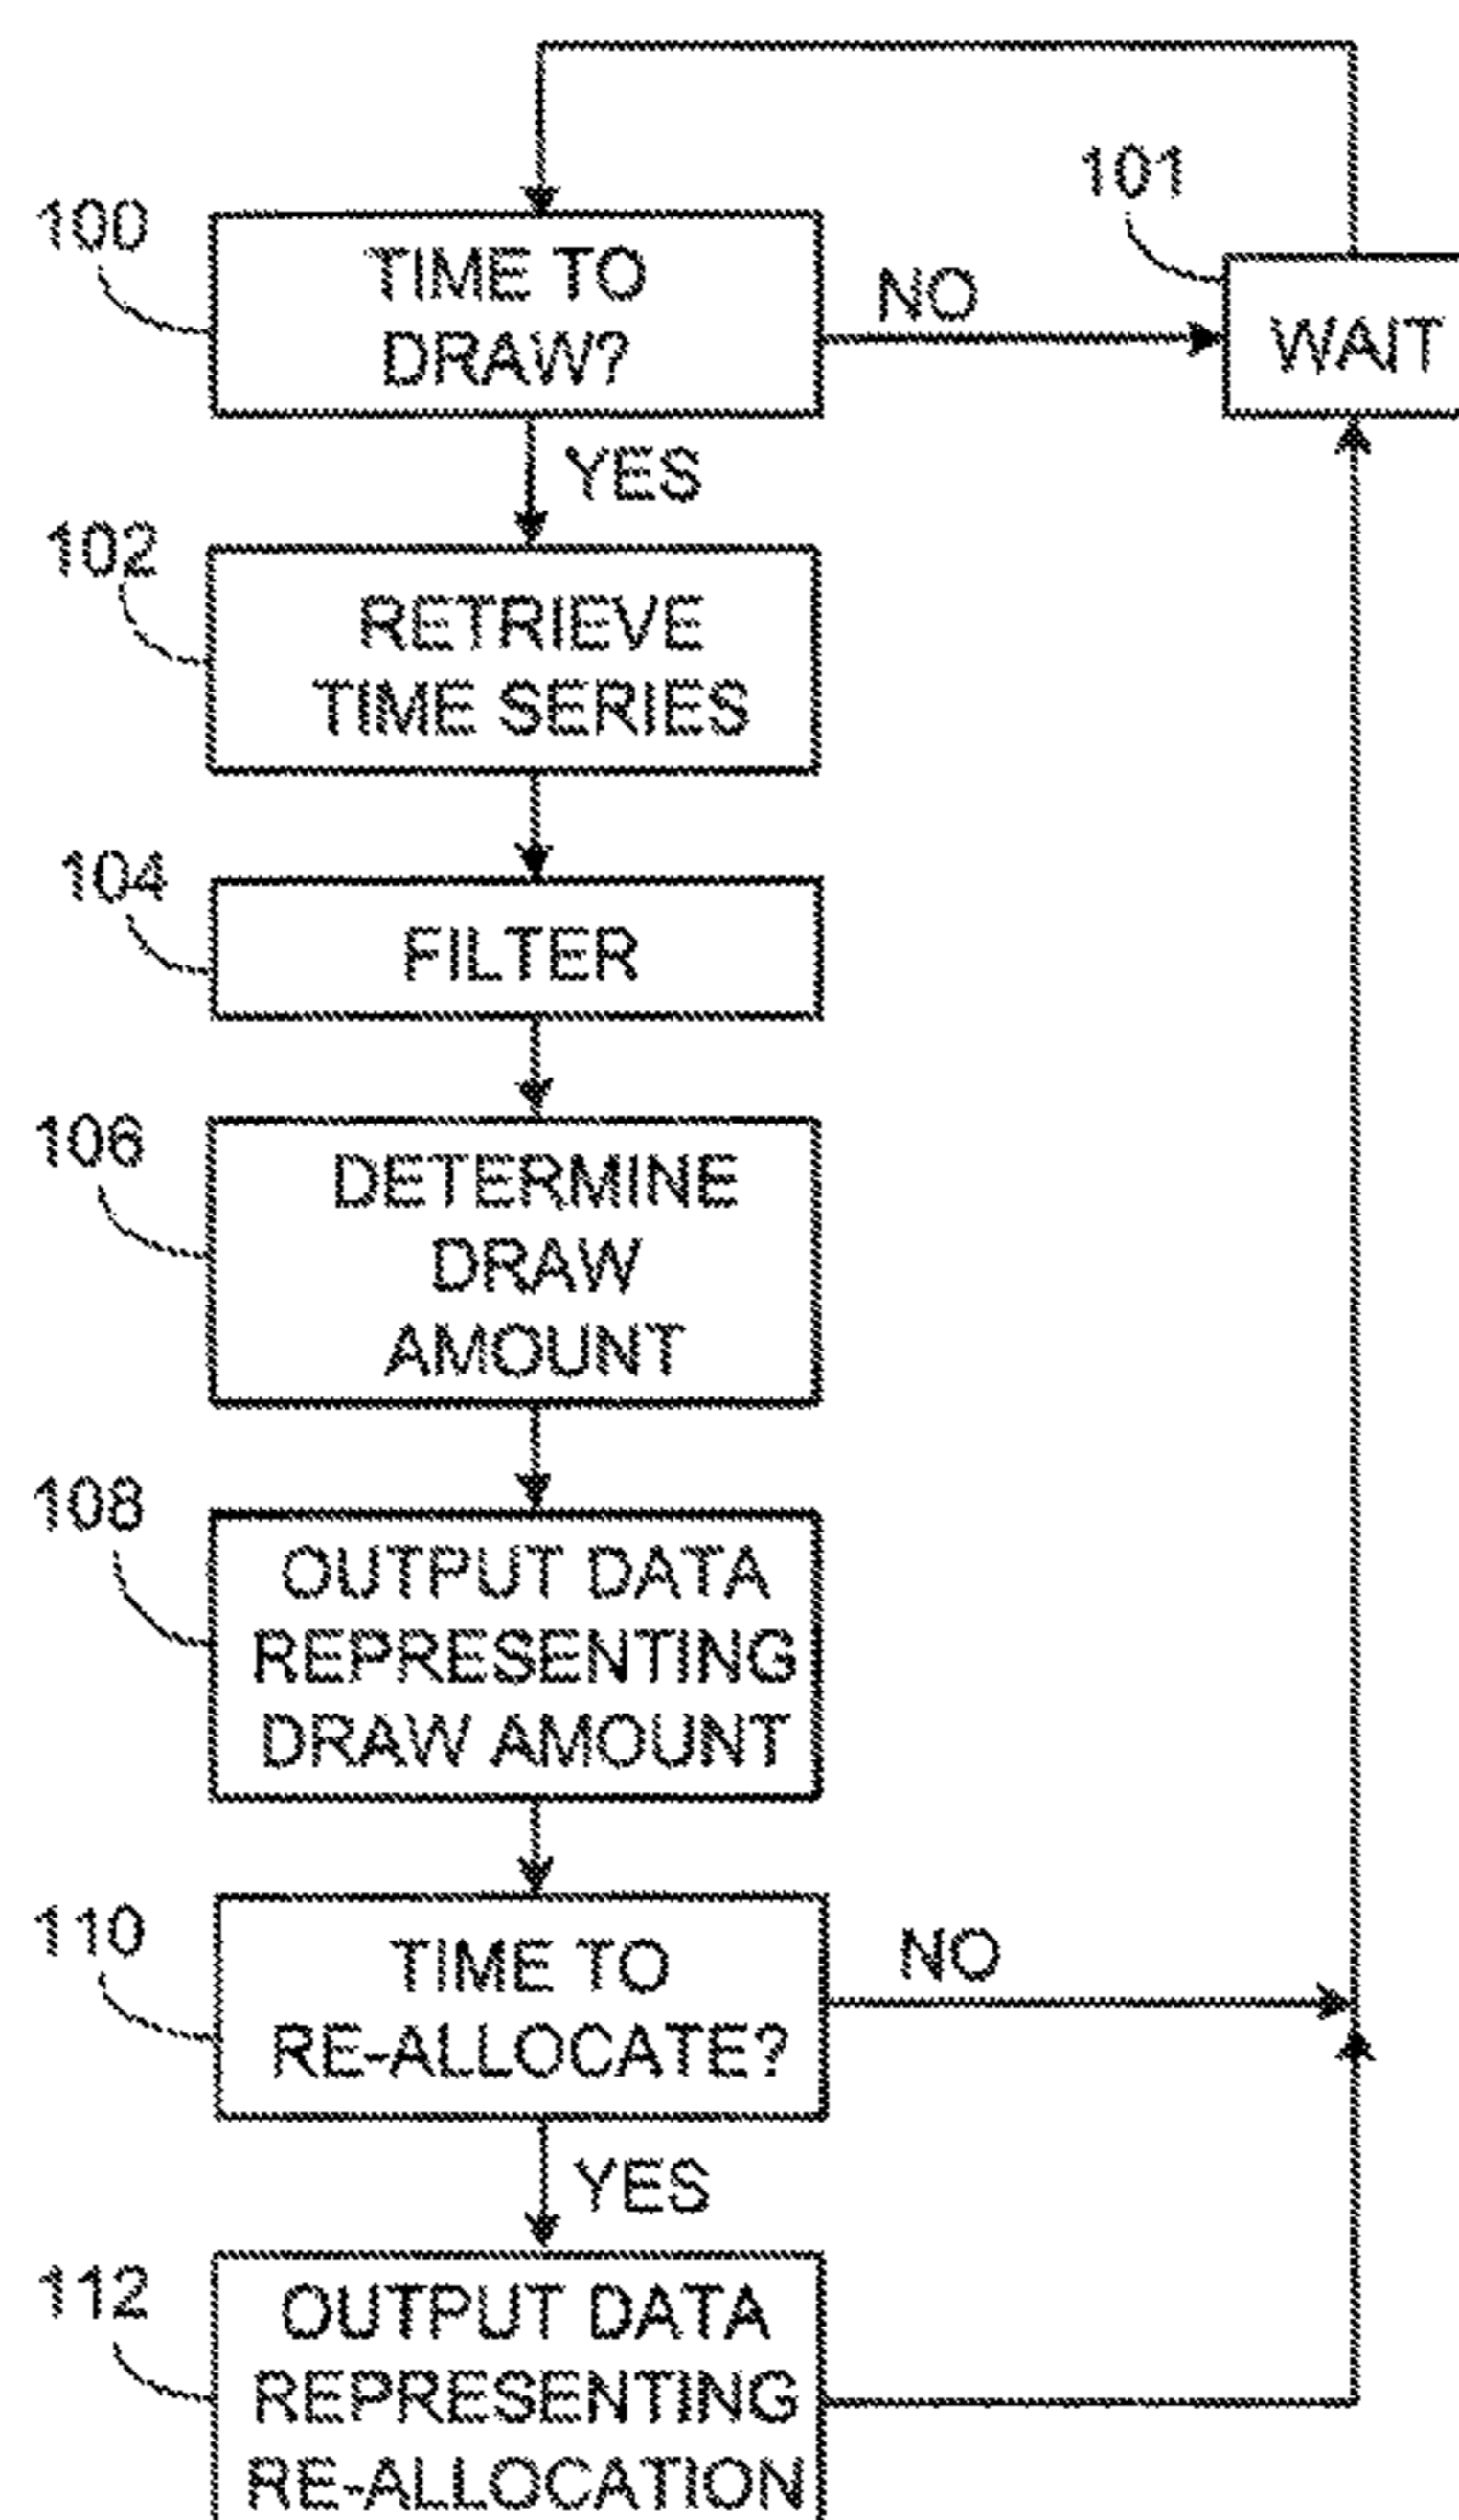 101
100
TIME TO
DRAW?
NO
WAIT
YES
102
RETRIEVE
TIME SERIES
104
FILTER
106
DETERMINE
DRAW
AMOUNT
108
OUTPUT DATA
REPRESENTING
DRAW AMOUNT
110
TIME TO
RE-ALLOCATE?
NO
YES
112
OUTPUT DATA
REPRESENTING
RE-ALLOCATION